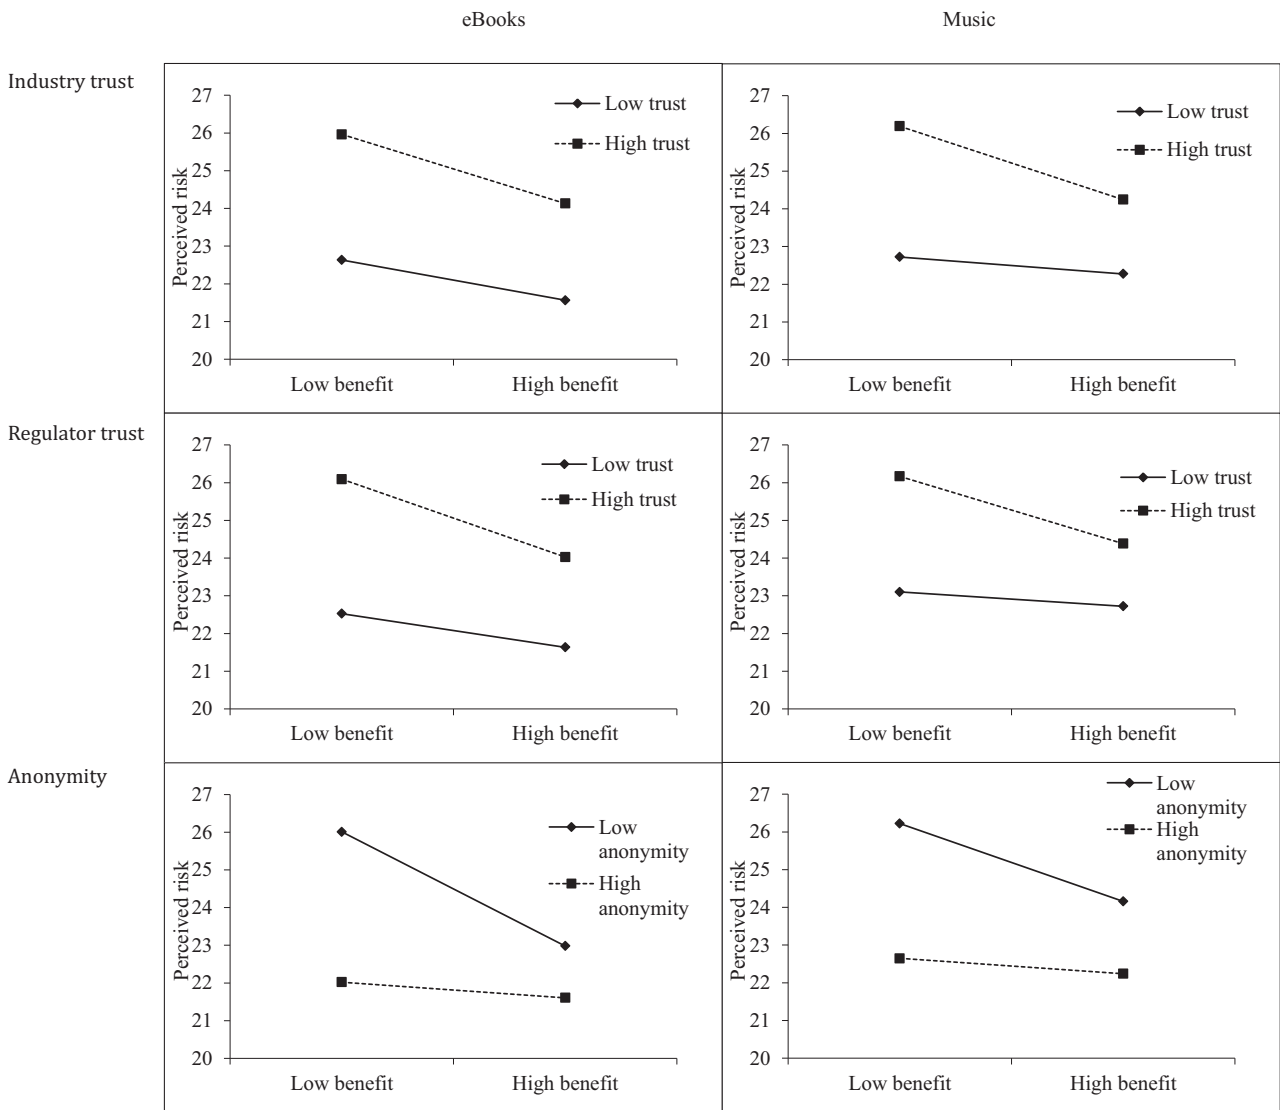 eBooks
Music
Industry trust
27
26
25
24
23
22
21
20
Perceived risk
Low trust
High trust
Low benefit
High benefit
27
26
25
24
23
22
21
20
Perceived risk
Low trust
High trust
Low benefit
High benefit
Regulator trust
27
26
25
24
23
22
21
20
Perceived risk
Low trust
High trust
Low benefit
High benefit
27
26
25
24
23
22
21
20
Perceived risk
Low trust
High trust
Low benefit
High benefit
Anonymity
27
26
25
24
23
22
21
20
Perceived risk
Low
anonymity
High
anonymity
Low benefit
High benefit
27
26
25
24
23
22
21
20
Perceived risk
Low
anonymity
High
anonymity
Low benefit
High benefit